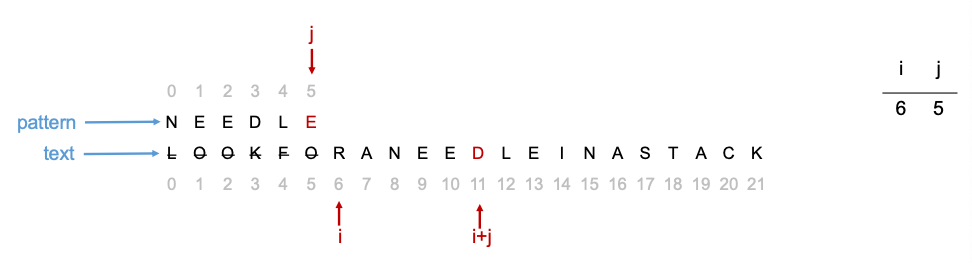 j
i j
0 1 2 3 4 5
6 5
pattern N E E D L E
text L O O K F O R A N E E D L E I N A S T A C K
0 1 2 3 4 5 6 7 8 9 10 11 12 13 14 15 16 17 18 19 20 21
i i+j